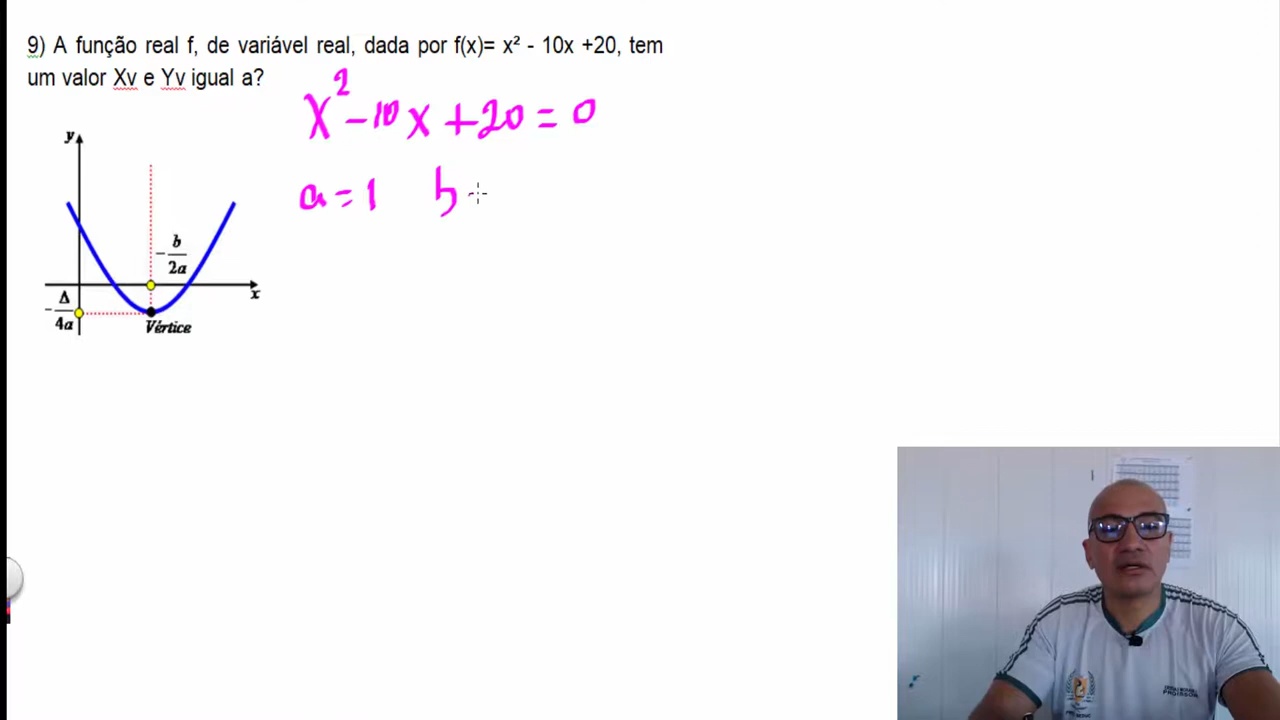 9) A função real f, de variável real, dada por f(x)= x² - 10x +20, tem
um valor Xv e Yv igual a?
x² - 10x + 20 = 0
a = 1 b -
y
- b
2a
x
- Δ
4a
Vértice